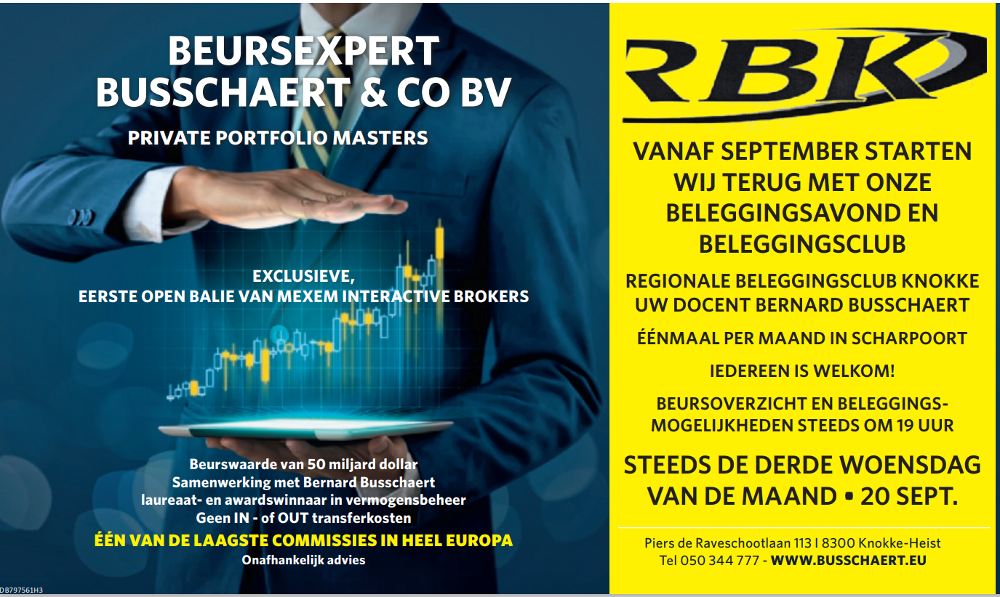 BEURSEXPERT
BUSSCHAERT & CO BV
PRIVATE PORTFOLIO MASTERS
EXCLUSIEVE,
EERSTE OPEN BALIE VAN MEXEM INTERACTIVE BROKERS
Beurswaarde van 50 miljard dollar
Samenwerking met Bernard Busschaert
laureaat- en awardswinnaar in vermogensbeheer
Geen IN - of OUT transferkosten
ÉÉN VAN DE LAAGSTE COMMISSIES IN HEEL EUROPA
Onafhankelijk advies
DB797561H3
RBK
VANAF SEPTEMBER STARTEN
WIJ TERUG MET ONZE
BELEGGINGSAVOND EN
BELEGGINGSCLUB
REGIONALE BELEGGINGSCLUB KNOKKE
UW DOCENT BERNARD BUSSCHAERT
ÉÉNMAAL PER MAAND IN SCHARPOORT
IEDEREEN IS WELKOM!
BEURSOVERZICHT EN BELEGGINGS-
MOGELIJKHEDEN STEEDS OM 19 UUR
STEEDS DE DERDE WOENSDAG
VAN DE MAAND • 20 SEPT.
Piers de Raveschootlaan 113 I 8300 Knokke-Heist
Tel 050 344 777 - WWW.BUSSCHAERT.EU